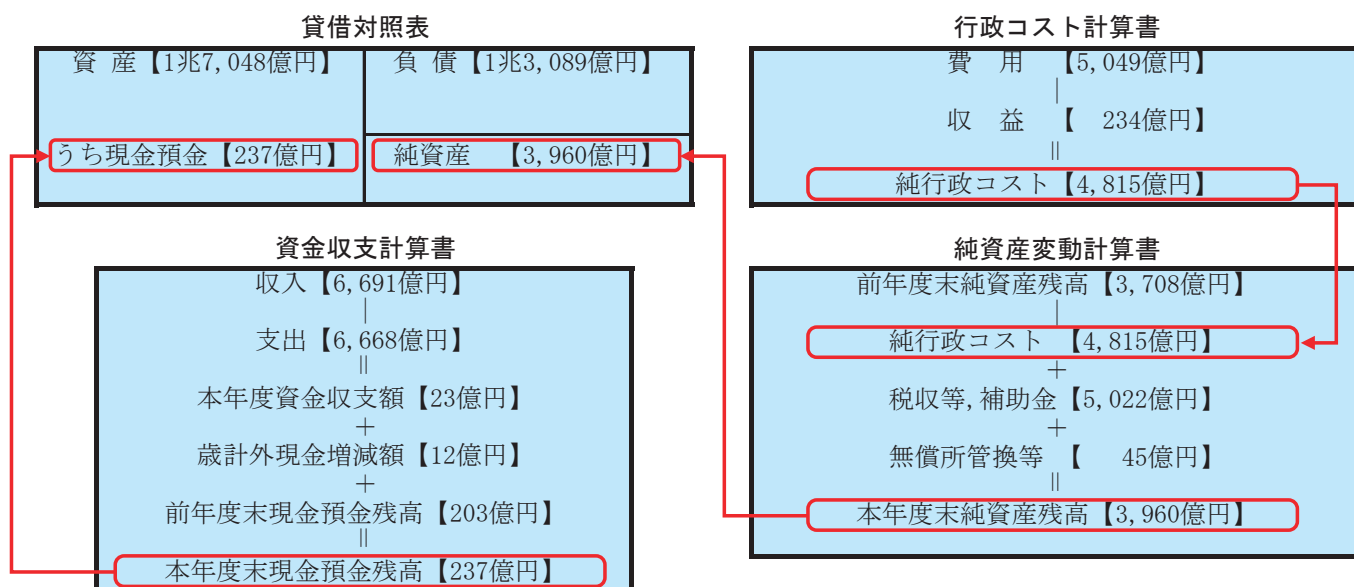 貸借対照表
資 産【1兆7,048億円】
負 債【1兆3,089億円】
うち現金預金【237億円】
純資産 【3,960億円】
行政コスト計算書
費 用 【5,049億円】
｜
収 益 【 234億円】
||
純行政コスト【4,815億円】
資金収支計算書
収入【6,691億円】
｜
支出【6,668億円】
||
本年度資金収支額【23億円】
＋
歳計外現金増減額【12億円】
＋
前年度末現金預金残高【203億円】
||
本年度末現金預金残高【237億円】
純資産変動計算書
前年度末純資産残高【3,708億円】
｜
純行政コスト 【4,815億円】
＋
税収等,補助金【5,022億円】
＋
無償所管換等 【 45億円】
||
本年度末純資産残高【3,960億円】